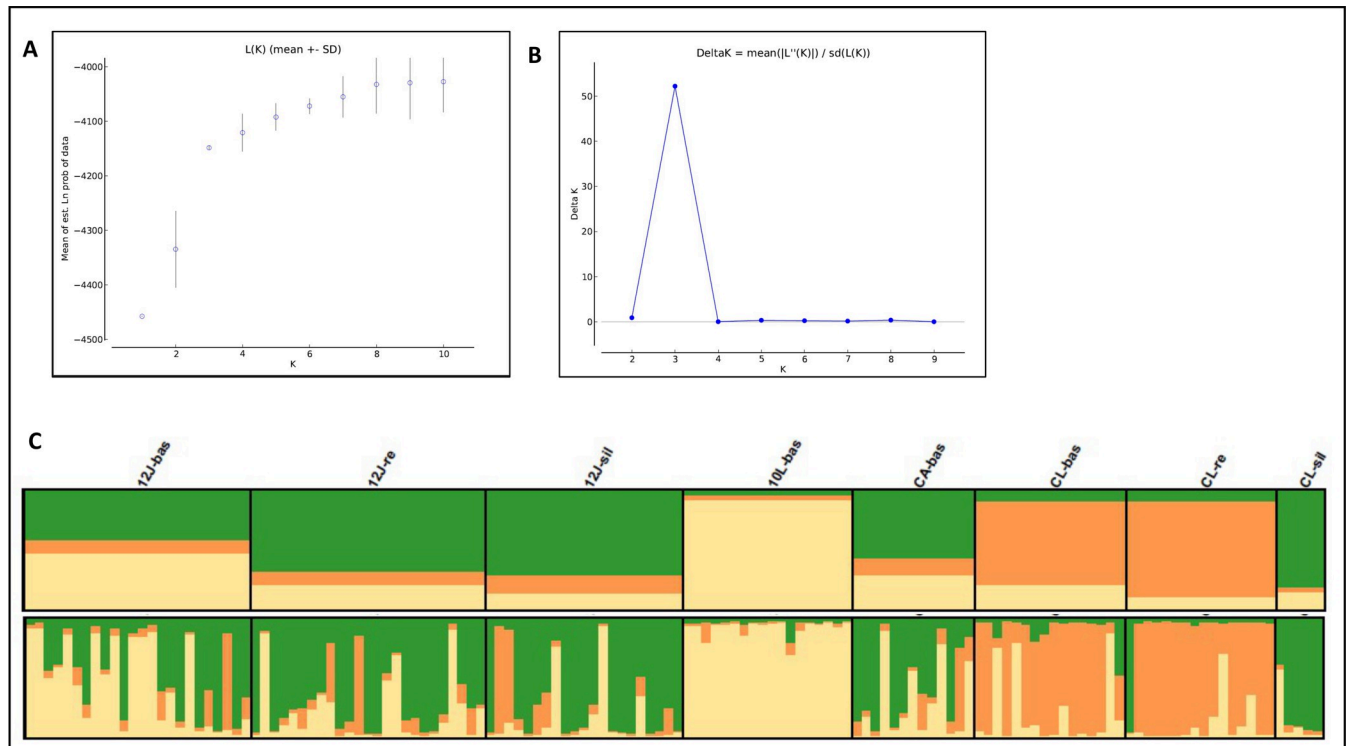 A
L(K) (mean +- SD)
Mean of est. Ln prob of data
−4000
−4100
−4200
−4300
−4400
−4500
2 4 6 8 10
K
B
DeltaK = mean(|L''(K)|) / sd(L(K))
Delta K
50
40
30
20
10
0
2 3 4 5 6 7 8 9
K
C
12J-bas 12J-re 12J-sil 10L-bas CA-bas CL-bas CL-re CL-sil